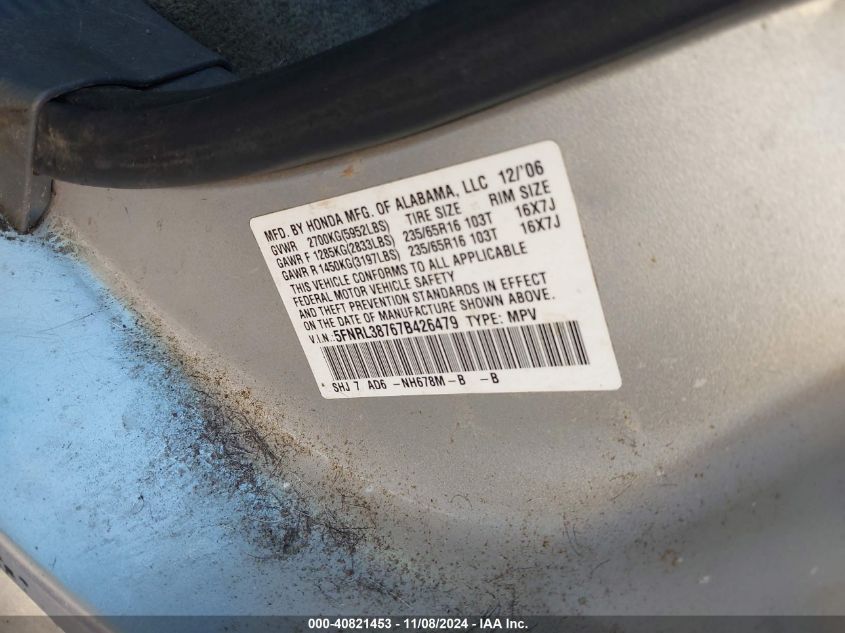 MFD. BY HONDA MFG. OF ALABAMA, LLC 12/'06
GVWR 2700KG(5952LBS) TIRE SIZE RIM SIZE
GAWR F 1285KG(2833LBS) 235/65R16 103T 16X7J
GAWR R 1450KG(3197LBS) 235/65R16 103T 16X7J
THIS VEHICLE CONFORMS TO ALL APPLICABLE
FEDERAL MOTOR VEHICLE SAFETY
AND THEFT PREVENTION STANDARDS IN EFFECT
ON THE DATE OF MANUFACTURE SHOWN ABOVE.
V.I.N.: 5FNRL38767B426479 TYPE: MPV
SHJ 7 AD6 -NH678M-B -B
000-40821453 - 11/08/2024 - IAA Inc.